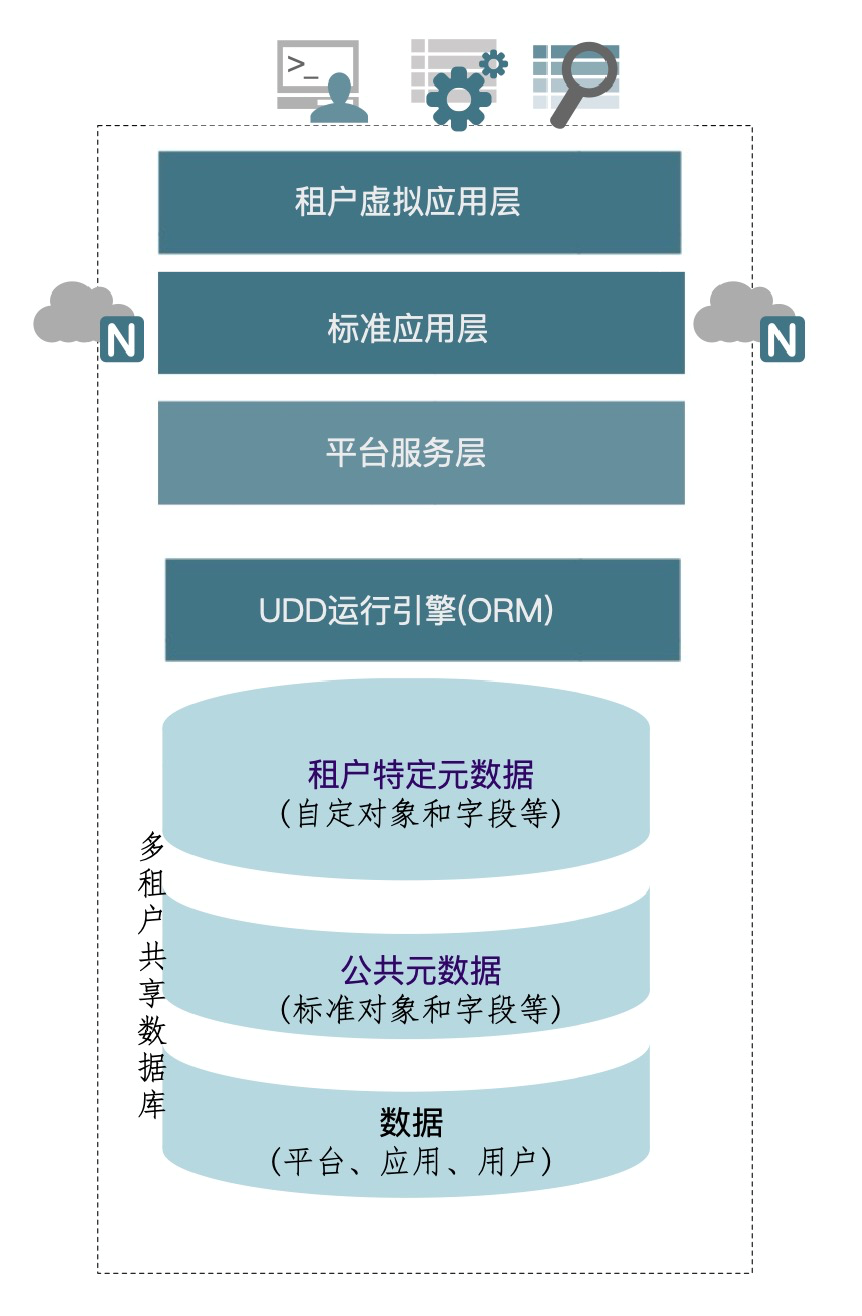 >_
租户虚拟应用层
标准应用层
N
N
平台服务层
UDD运行引擎(ORM)
租户特定元数据
(自定对象和字段等)
多租户共享数据库
公共元数据
(标准对象和字段等)
数据
(平台、应用、用户)